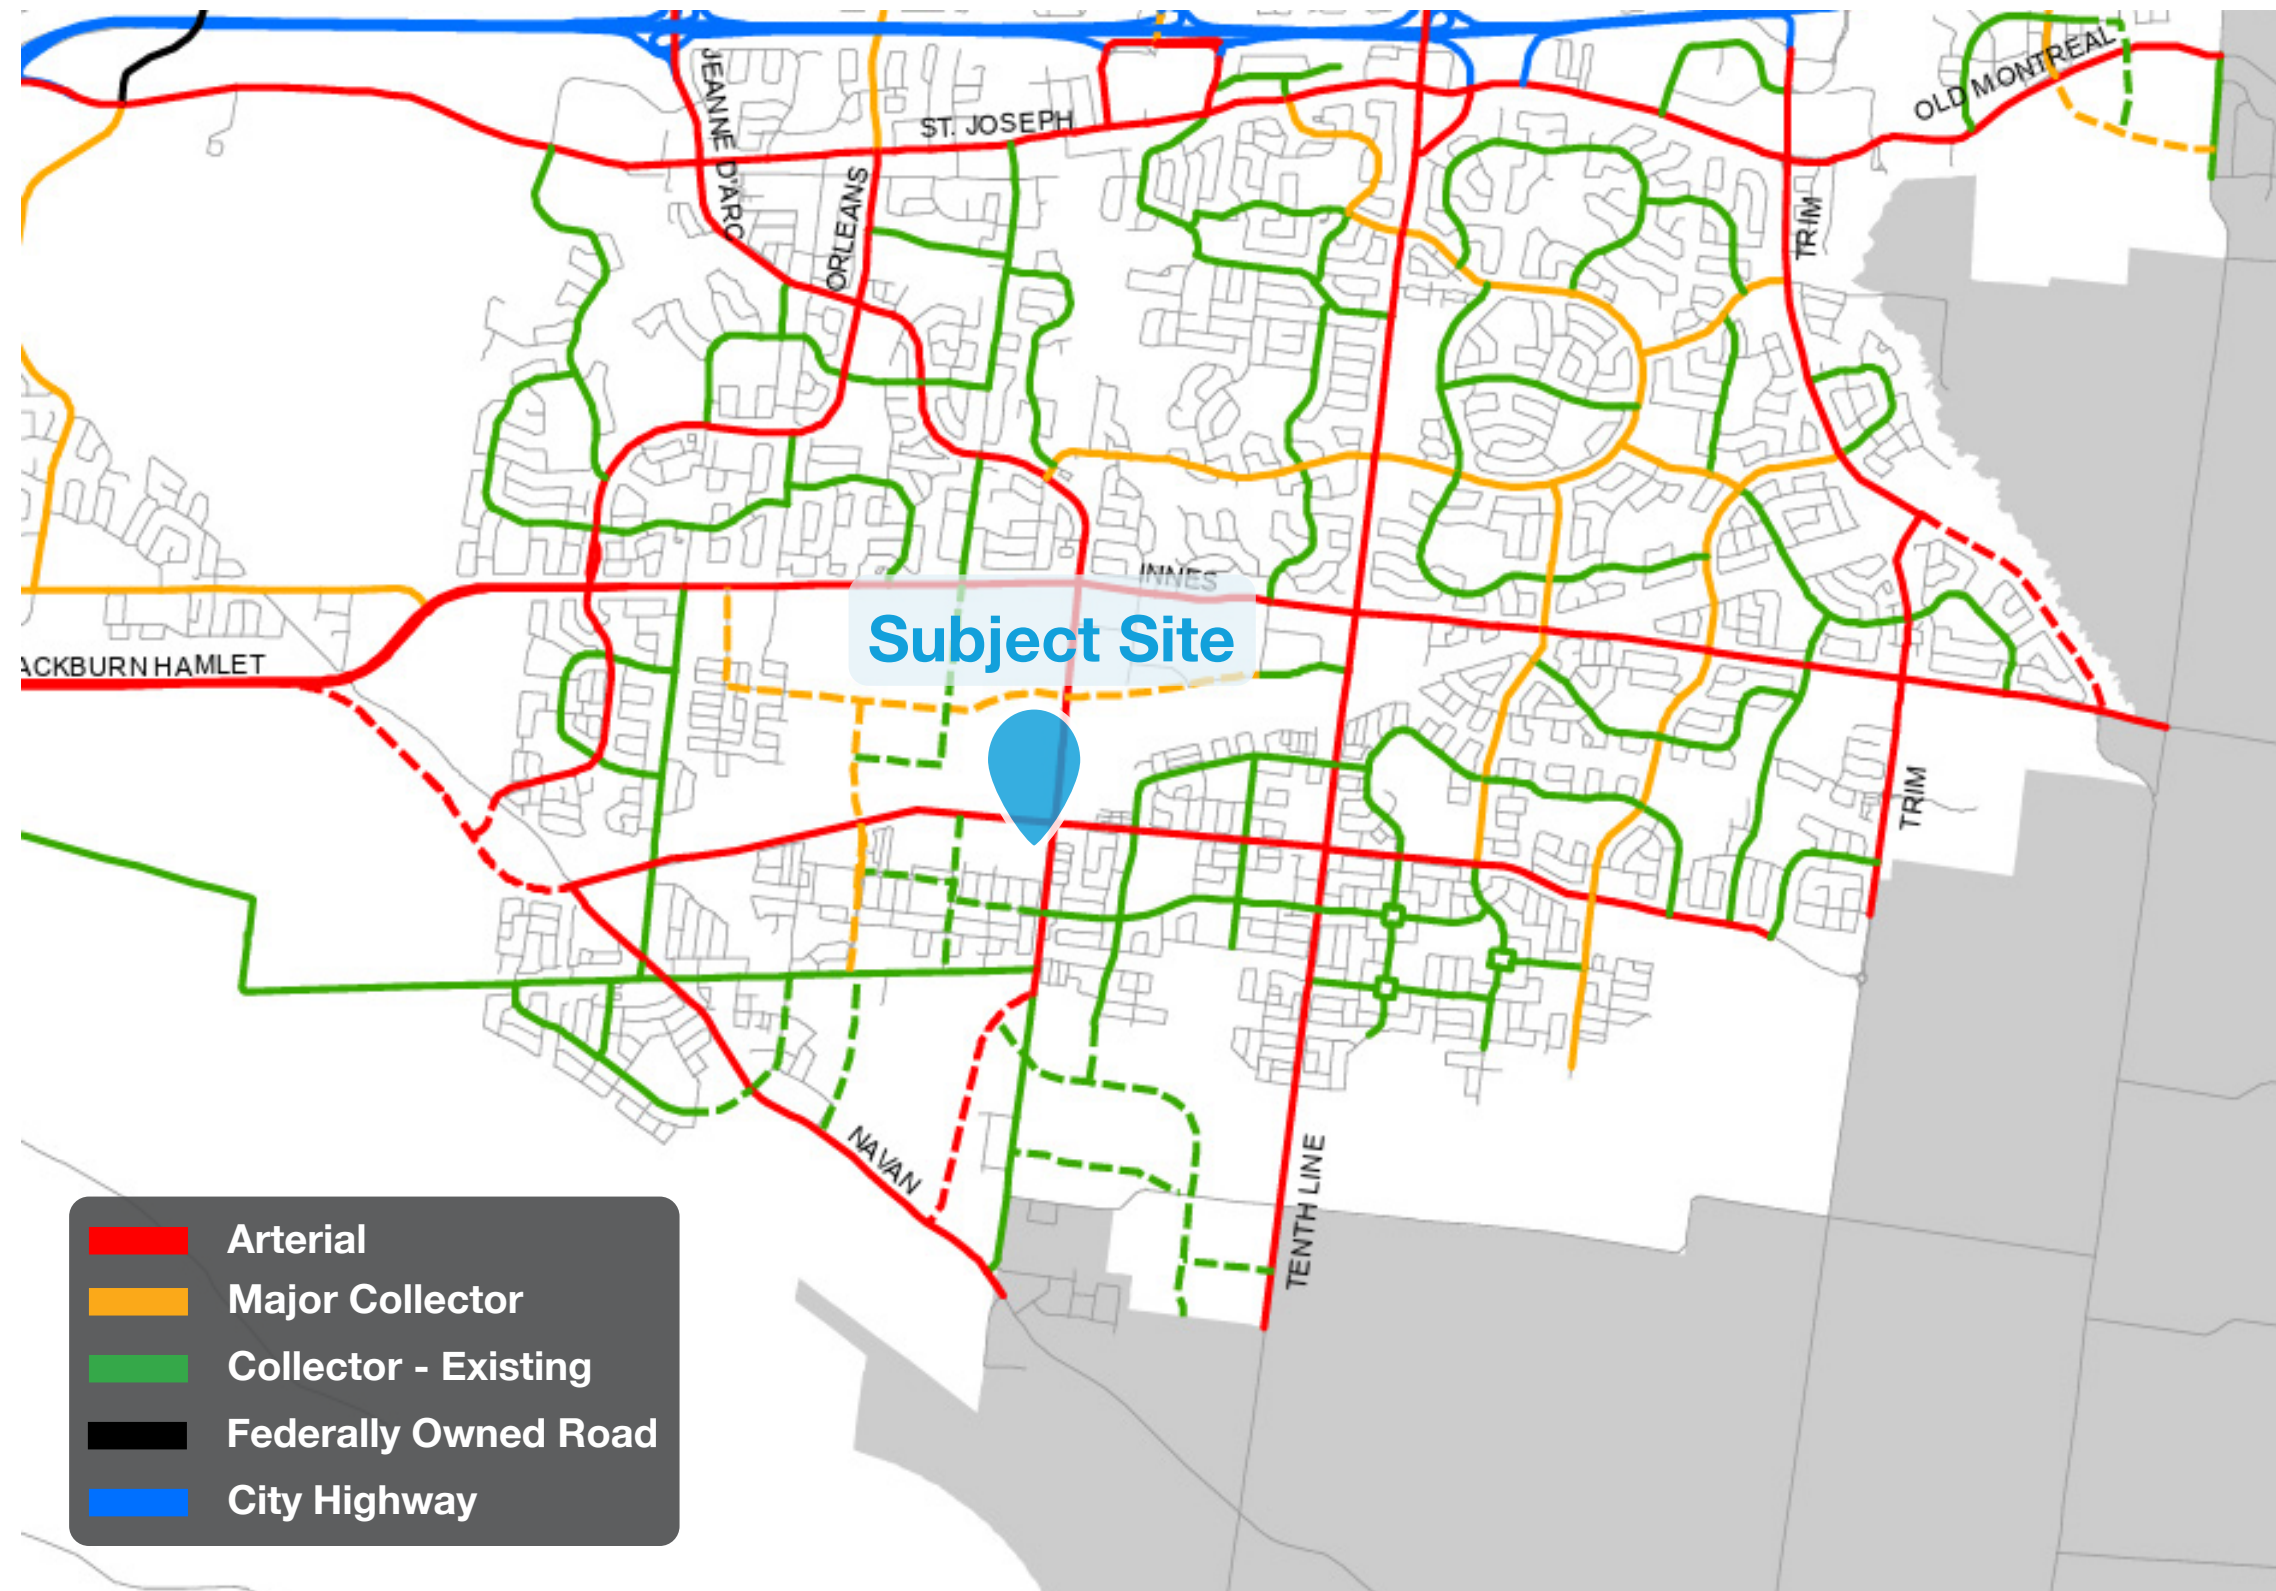 JEANNE D'ARC
OLD MONTREAL
ST. JOSEPH
ORLEANS
TRIM
INNES
Subject Site
ACKBURN HAMLET
TRIM
NAVAN
TENTH LINE
Arterial
Major Collector
Collector - Existing
Federally Owned Road
City Highway